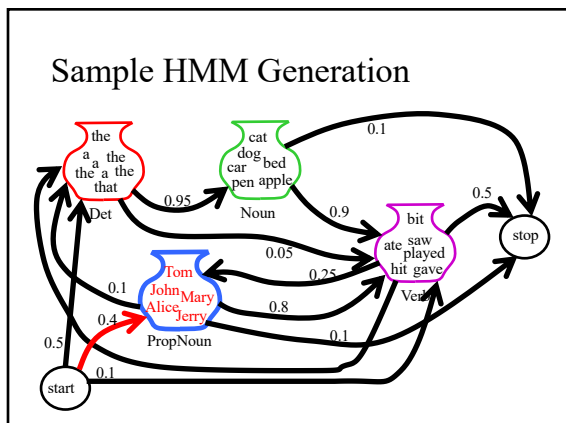 Sample HMM Generation
the
a a the
the a the
that
Det
0.95
cat
dog
car bed
pen apple
Noun
0.1
0.9
0.05
bit
ate saw
played
hit gave
Verb
0.5
stop
0.25
Tom
John Mary
Alice Jerry
PropNoun
0.8
0.1
0.1
0.4
0.5
start
0.1